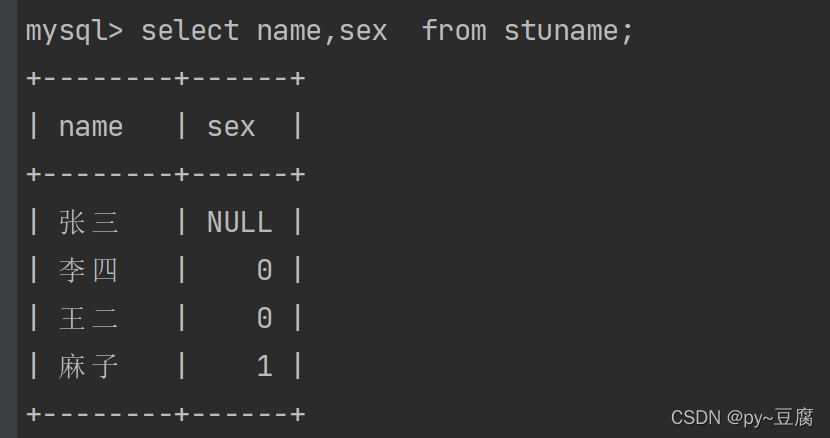 mysql> select name,sex  from stuname;
+--------+------+
| name   | sex  |
+--------+------+
| 张三   | NULL |
| 李四   |    0 |
| 王二   |    0 |
| 麻子   |    1 |
+--------+------+
CSDN @py~豆腐